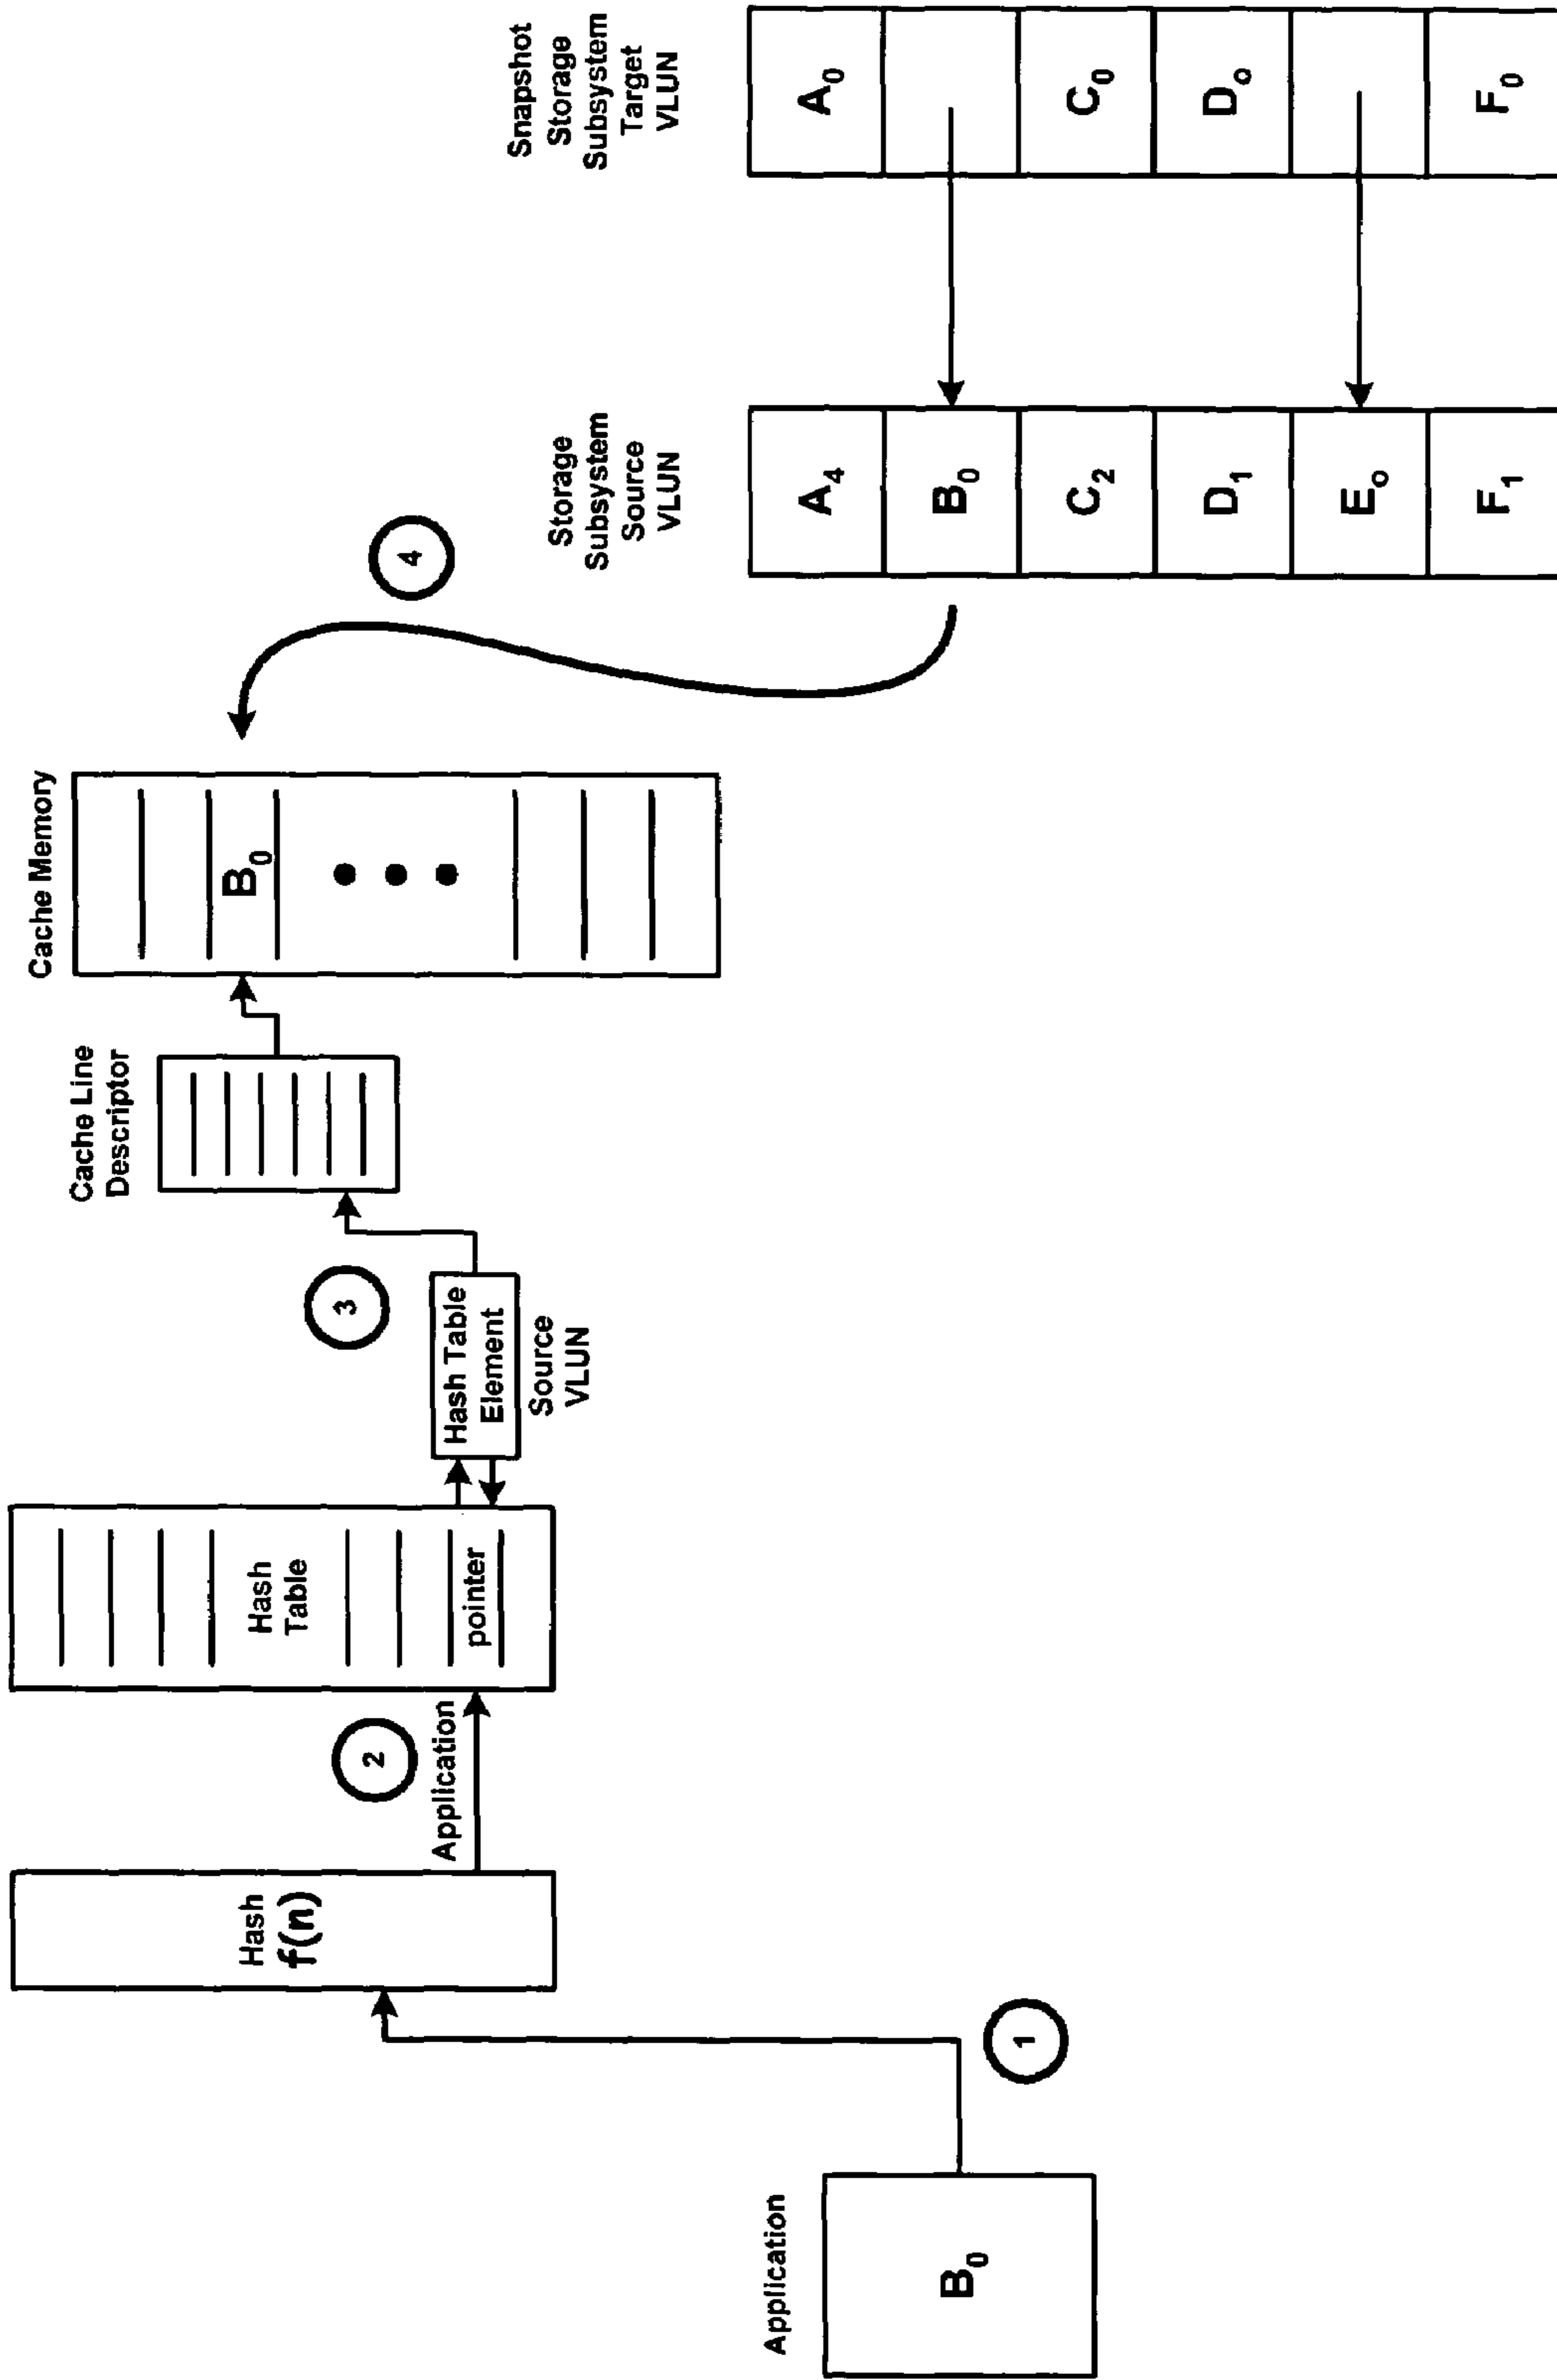 Application
B₀
1
Hash
f(n)
2
Application
Hash
Table
pointer
3
Hash Table
Element
Source
VLUN
Cache Line
Descriptor
Cache Memory
B₀
4
Storage
Subsystem
Source
VLUN
A₄
B₀
C₂
D₁
Eₒ
F₁
Snapshot
Storage
Subsystem
Target
VLUN
A₀
C₀
Dₒ
F₀